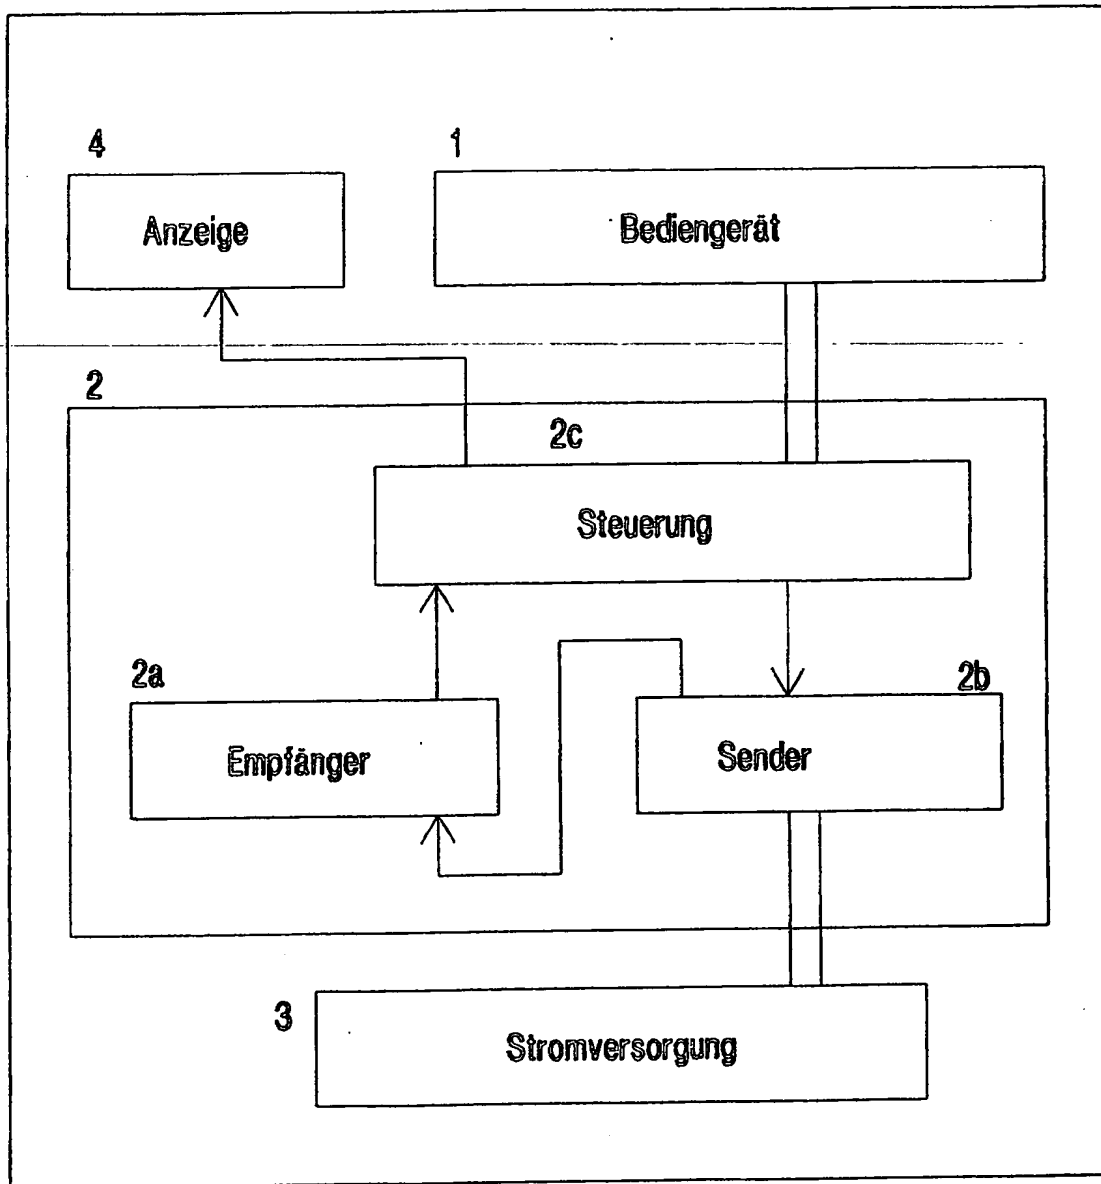 4
1
Anzeige
Bediengerät
2
2c
Steuerung
2a
2b
Empfänger
Sender
3
Stromversorgung